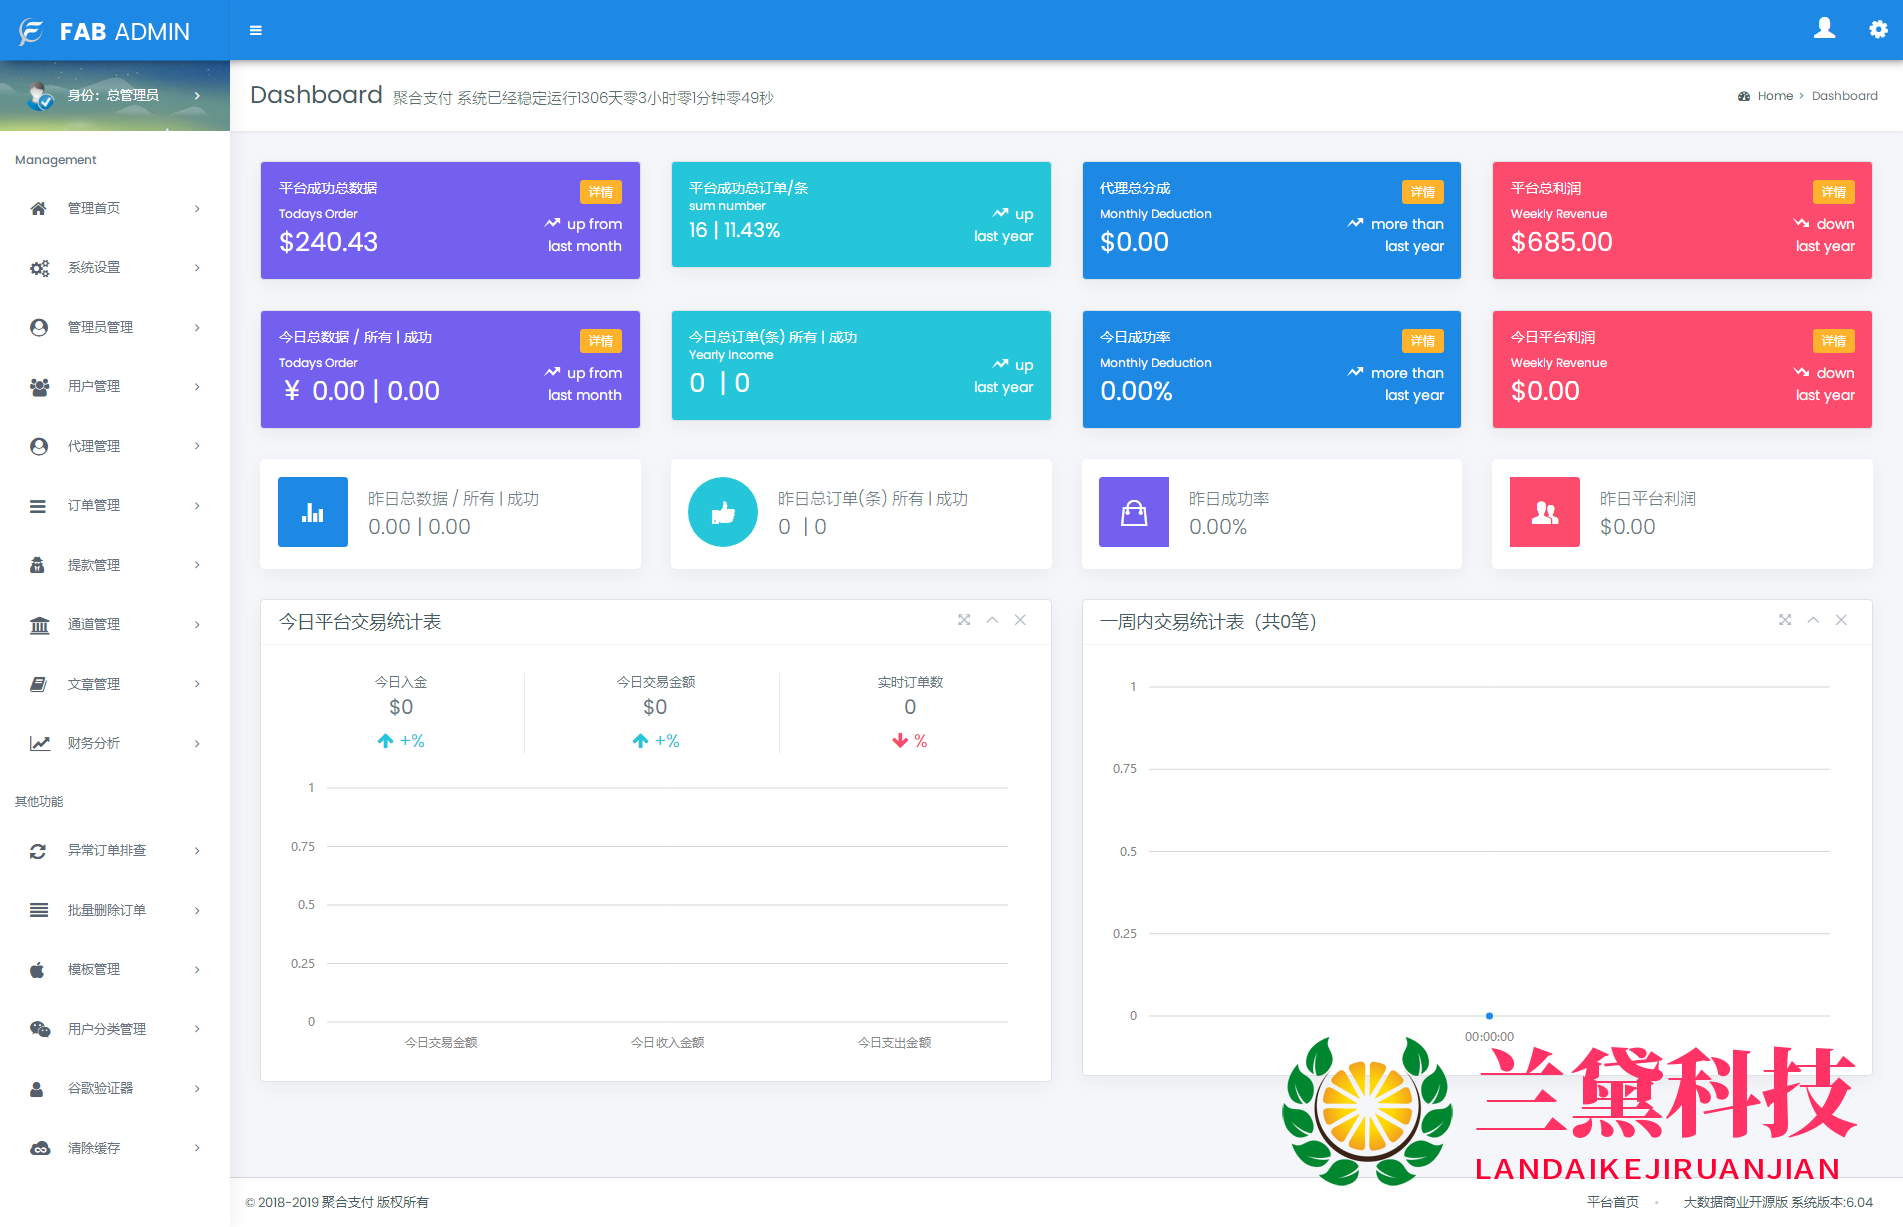 FAB ADMIN
身份：总管理员
Dashboard 聚合支付 系统已经稳定运行1306天零3小时零1分钟零49秒
Home > Dashboard
Management
管理首页
系统设置
管理员管理
用户管理
代理管理
订单管理
提款管理
通道管理
文章管理
财务分析
其他功能
异常订单排查
批量删除订单
模板管理
用户分类管理
谷歌验证器
清除缓存
平台成功总数据
详情
Todays Order
$240.43
up from
last month
平台成功总订单/条
sum number
16 | 11.43%
up
last year
代理总分成
详情
Monthly Deduction
$0.00
more than
last year
平台总利润
详情
Weekly Revenue
$685.00
down
last year
今日总数据 / 所有 | 成功
详情
Todays Order
¥ 0.00 | 0.00
up from
last month
今日总订单(条) 所有 | 成功
Yearly Income
0 | 0
up
last year
今日成功率
详情
Monthly Deduction
0.00%
more than
last year
今日平台利润
详情
Weekly Revenue
$0.00
down
last year
昨日总数据 / 所有 | 成功
0.00 | 0.00
昨日总订单(条) 所有 | 成功
0 | 0
昨日成功率
0.00%
昨日平台利润
$0.00
今日平台交易统计表
今日入金
$0
+%
今日交易金额
$0
+%
实时订单数
0
%
1
0.75
0.5
0.25
0
今日交易金额
今日收入金额
今日支出金额
一周内交易统计表（共0笔）
1
0.75
0.5
0.25
0
00:00:00
兰黛科技
LANDAIKEJIRUANJIAN
© 2018-2019 聚合支付 版权所有
平台首页
大数据商业开源版 系统版本:6.04